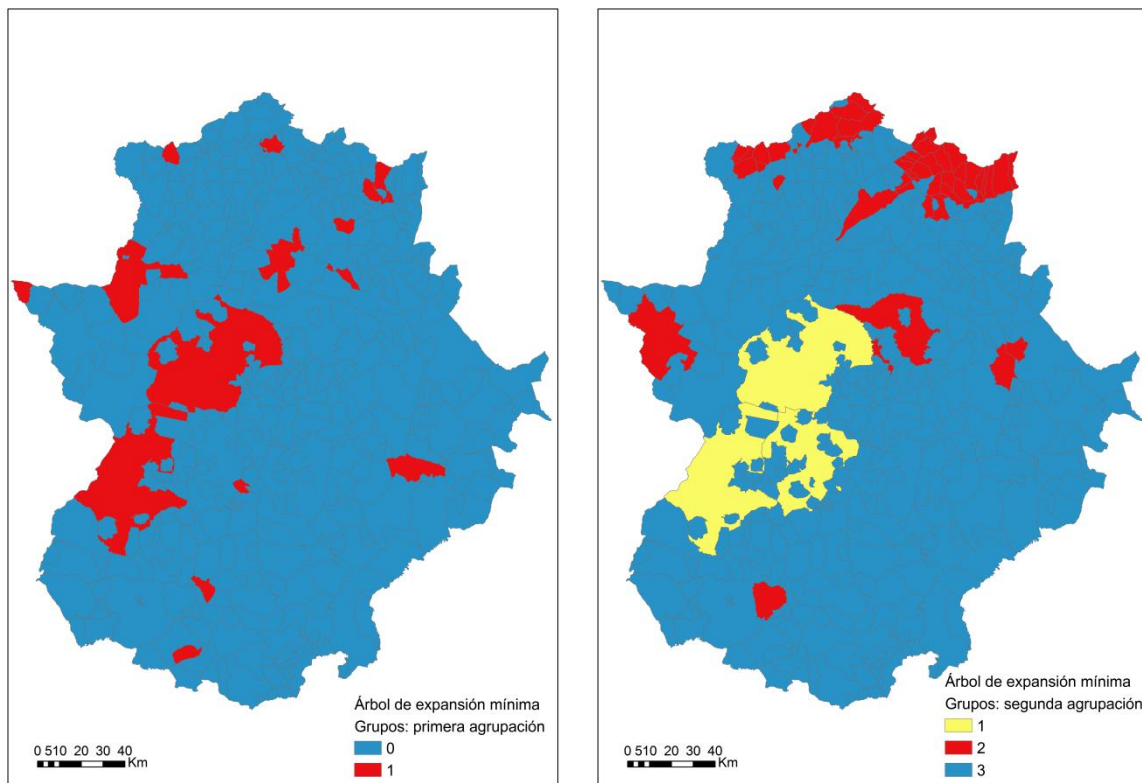 Árbol de expansión mínima
Grupos: primera agrupación
0
1
0 510 20 30 40
Km
Árbol de expansión mínima
Grupos: segunda agrupación
1
2
3
0 510 20 30 40
Km